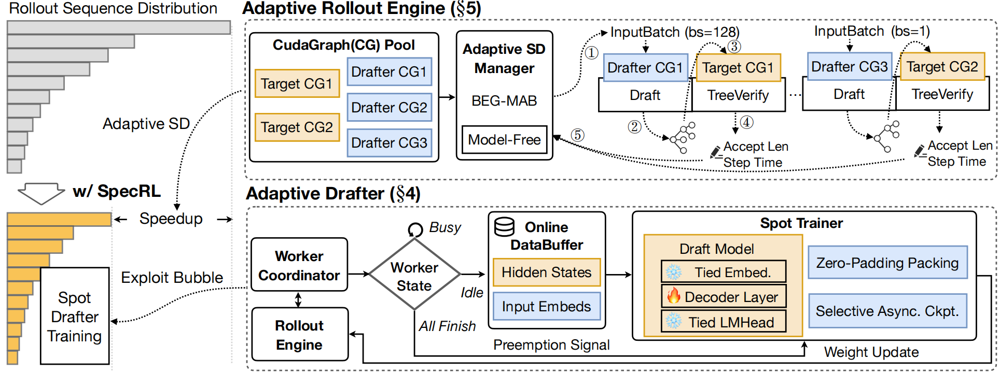 Rollout Sequence Distribution
Adaptive SD
w/ SpecRL
Speedup
Exploit Bubble
Spot
Drafter
Training
Adaptive Rollout Engine (§5)
CudaGraph(CG) Pool
Target CG1
Target CG2
Drafter CG1
Drafter CG2
Drafter CG3
Adaptive SD
Manager
BEG-MAB
Model-Free
①
InputBatch (bs=128)
Drafter CG1
③
Target CG1
Draft
TreeVerify
②
④
Accept Len
Step Time
⑤
...
InputBatch (bs=1)
Drafter CG3
Target CG2
Draft
TreeVerify
Accept Len
Step Time
Adaptive Drafter (§4)
Worker
Coordinator
Rollout
Engine
Busy
Worker
State
Idle
All Finish
Online
DataBuffer
Hidden States
Input Embeds
Preemption Signal
Spot Trainer
Draft Model
Tied Embed.
Decoder Layer
Tied LMHead
Zero-Padding Packing
Selective Async. Ckpt.
Weight Update